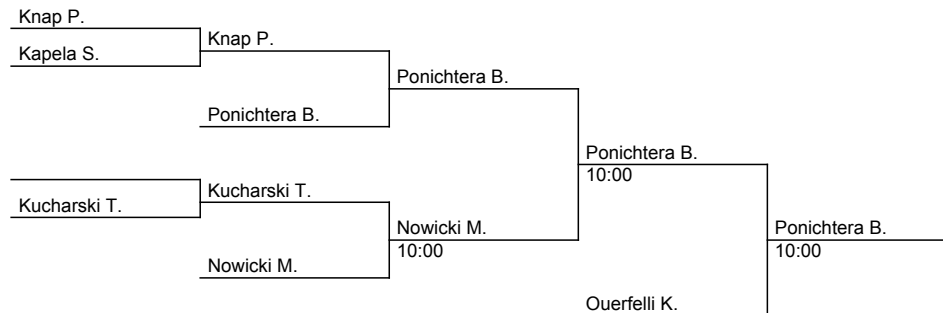 Knap P.
Kapela S.
Knap P.
Ponichtera B.
Ponichtera B.
Kucharski T.
Kucharski T.
Nowicki M.
Nowicki M.
10:00
Ponichtera B.
10:00
Ouerfelli K.
Ponichtera B.
10:00